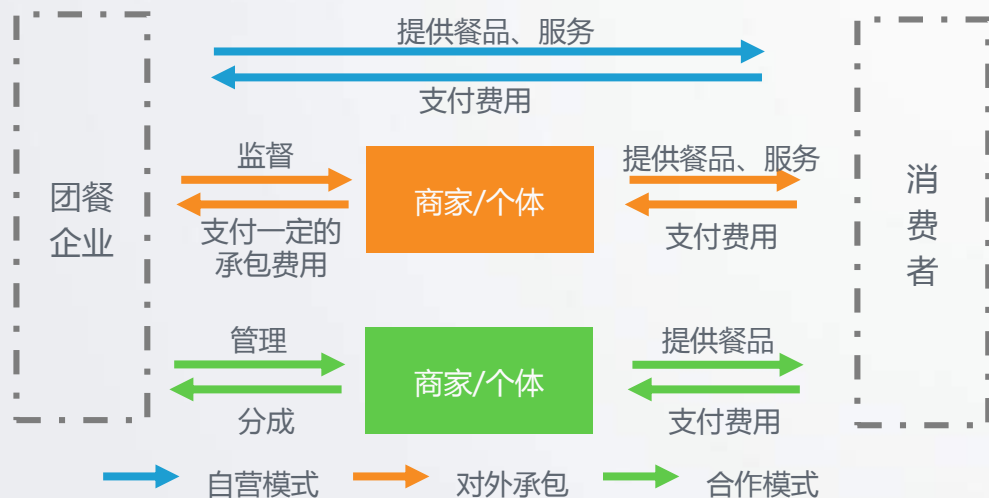 提供餐品、服务
支付费用
团餐
企业
监督
支付一定的
承包费用
商家/个体
提供餐品、服务
支付费用
消
费
者
管理
分成
商家/个体
提供餐品
支付费用
自营模式
对外承包
合作模式